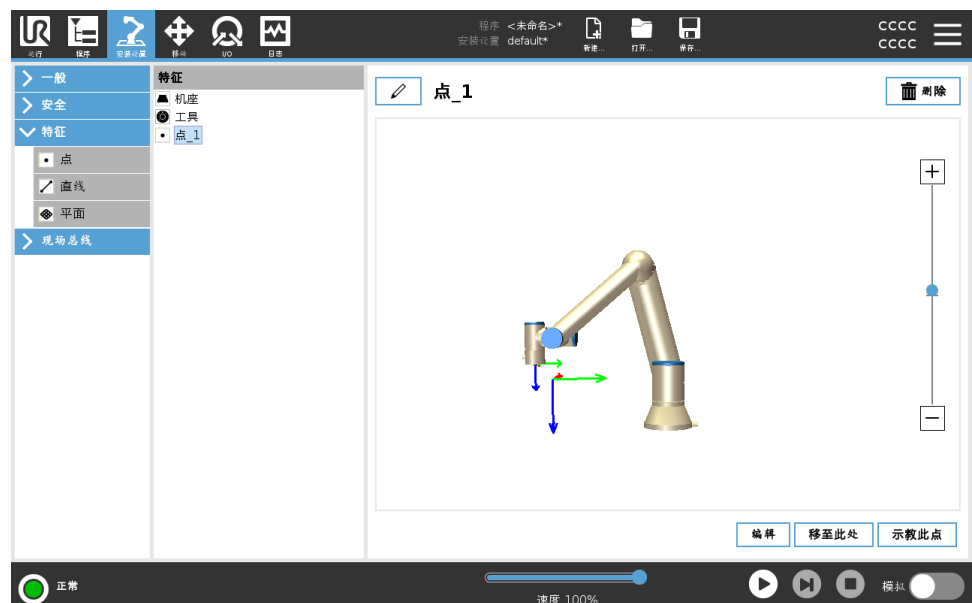 UR
运行
程序
安装设置
移动
I/O
日志
程序 <未命名>*
安装设置 default*
新建...
打开...
保存...
CCCC
CCCC
一般
安全
特征
点
直线
平面
现场总线
特征
机座
工具
点_1
点_1
删除
编辑
移至此处
示教此点
正常
速度 100%
模拟